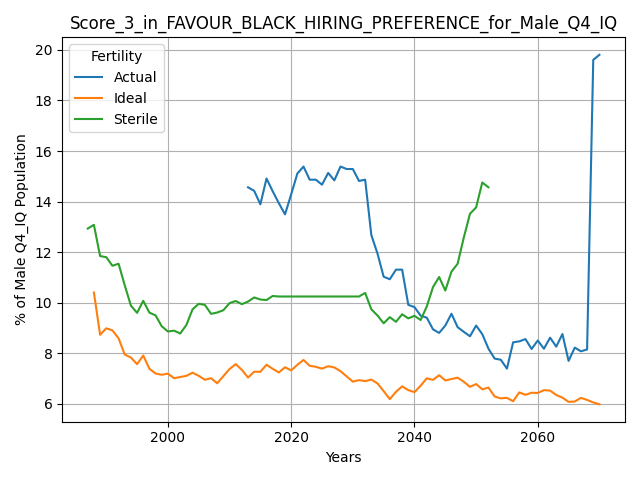 Score_3_in_FAVOUR_BLACK_HIRING_PREFERENCE_for_Male_Q4_IQ
Fertility
Actual
Ideal
Sterile
% of Male Q4_IQ Population
20
18
16
14
12
10
8
6
2000 2020 2040 2060
Years